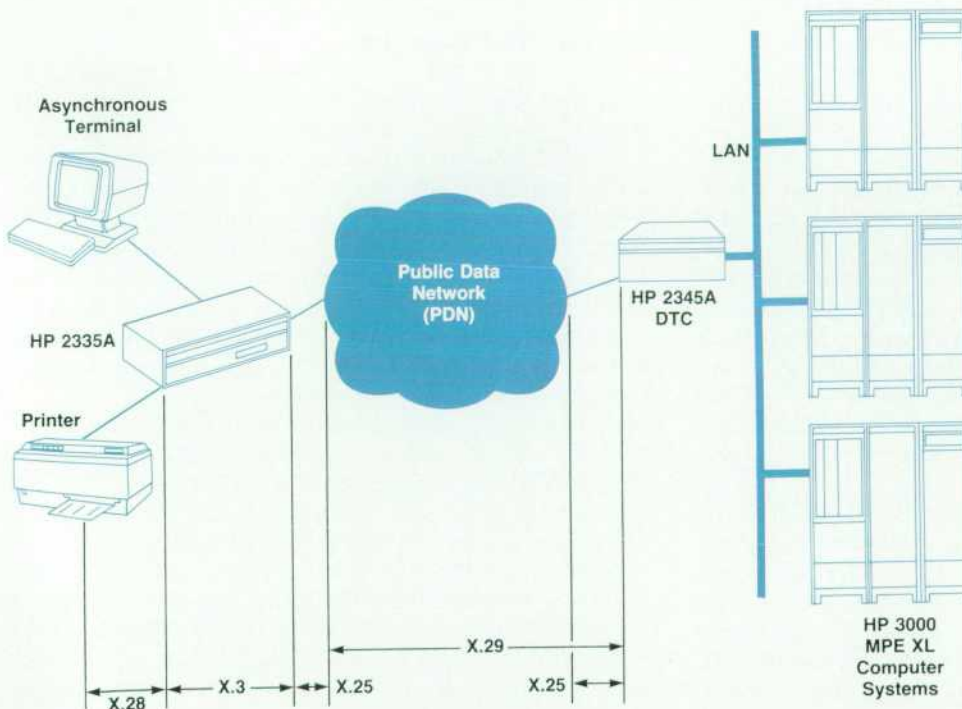 Asynchronous
Terminal
HP 2335A
Printer
Public Data
Network
(PDN)
LAN
HP 2345A
DTC
HP 3000
MPE XL
Computer
Systems
X.29
X.28
X.3
X.25
X.25